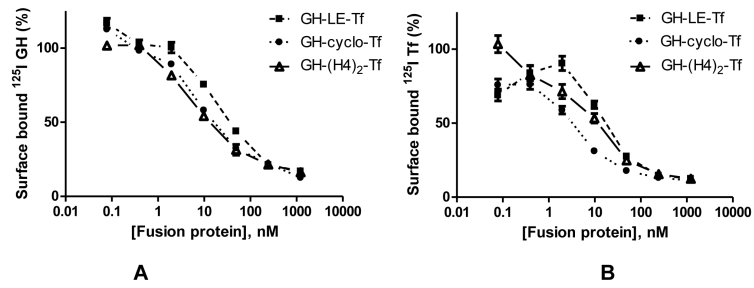 GH-LE-Tf
GH-cyclo-Tf
GH-(H4)₂-Tf
Surface bound ¹²⁵I GH (%)
100
50
0
0.01 0.1 1 10 100 1000 10000
[Fusion protein], nM
A
GH-LE-Tf
GH-cyclo-Tf
GH-(H4)₂-Tf
Surface bound ¹²⁵I Tf (%)
100
50
0
0.01 0.1 1 10 100 1000 10000
[Fusion protein], nM
B